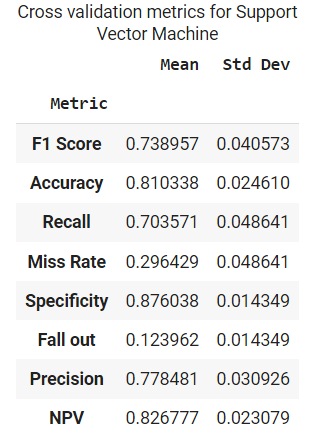 Cross validation metrics for Support
Vector Machine
Mean Std Dev
Metric
F1 Score 0.738957 0.040573
Accuracy 0.810338 0.024610
Recall 0.703571 0.048641
Miss Rate 0.296429 0.048641
Specificity 0.876038 0.014349
Fall out 0.123962 0.014349
Precision 0.778481 0.030926
NPV 0.826777 0.023079